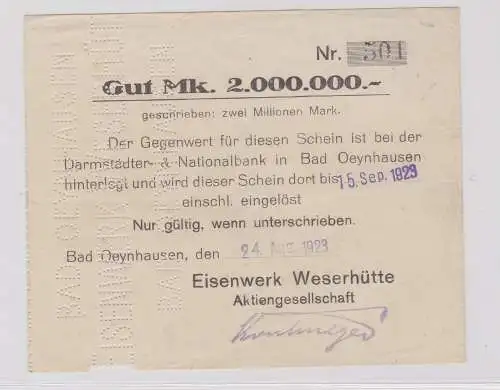 Nr. 501
Gut Mk. 2.000.000.-
geschrieben: zwei Millionen Mark.
Der Gegenwert für diesen Schein ist bei der
Darmstädter- & Nationalbank in Bad Oeynhausen
hinterlegt und wird dieser Schein dort bis 15. Sep. 1923
einschl. eingelöst
Nur gültig, wenn unterschrieben.
Bad Oeynhausen, den 24. Aug. 1923
Eisenwerk Weserhütte
Aktiengesellschaft